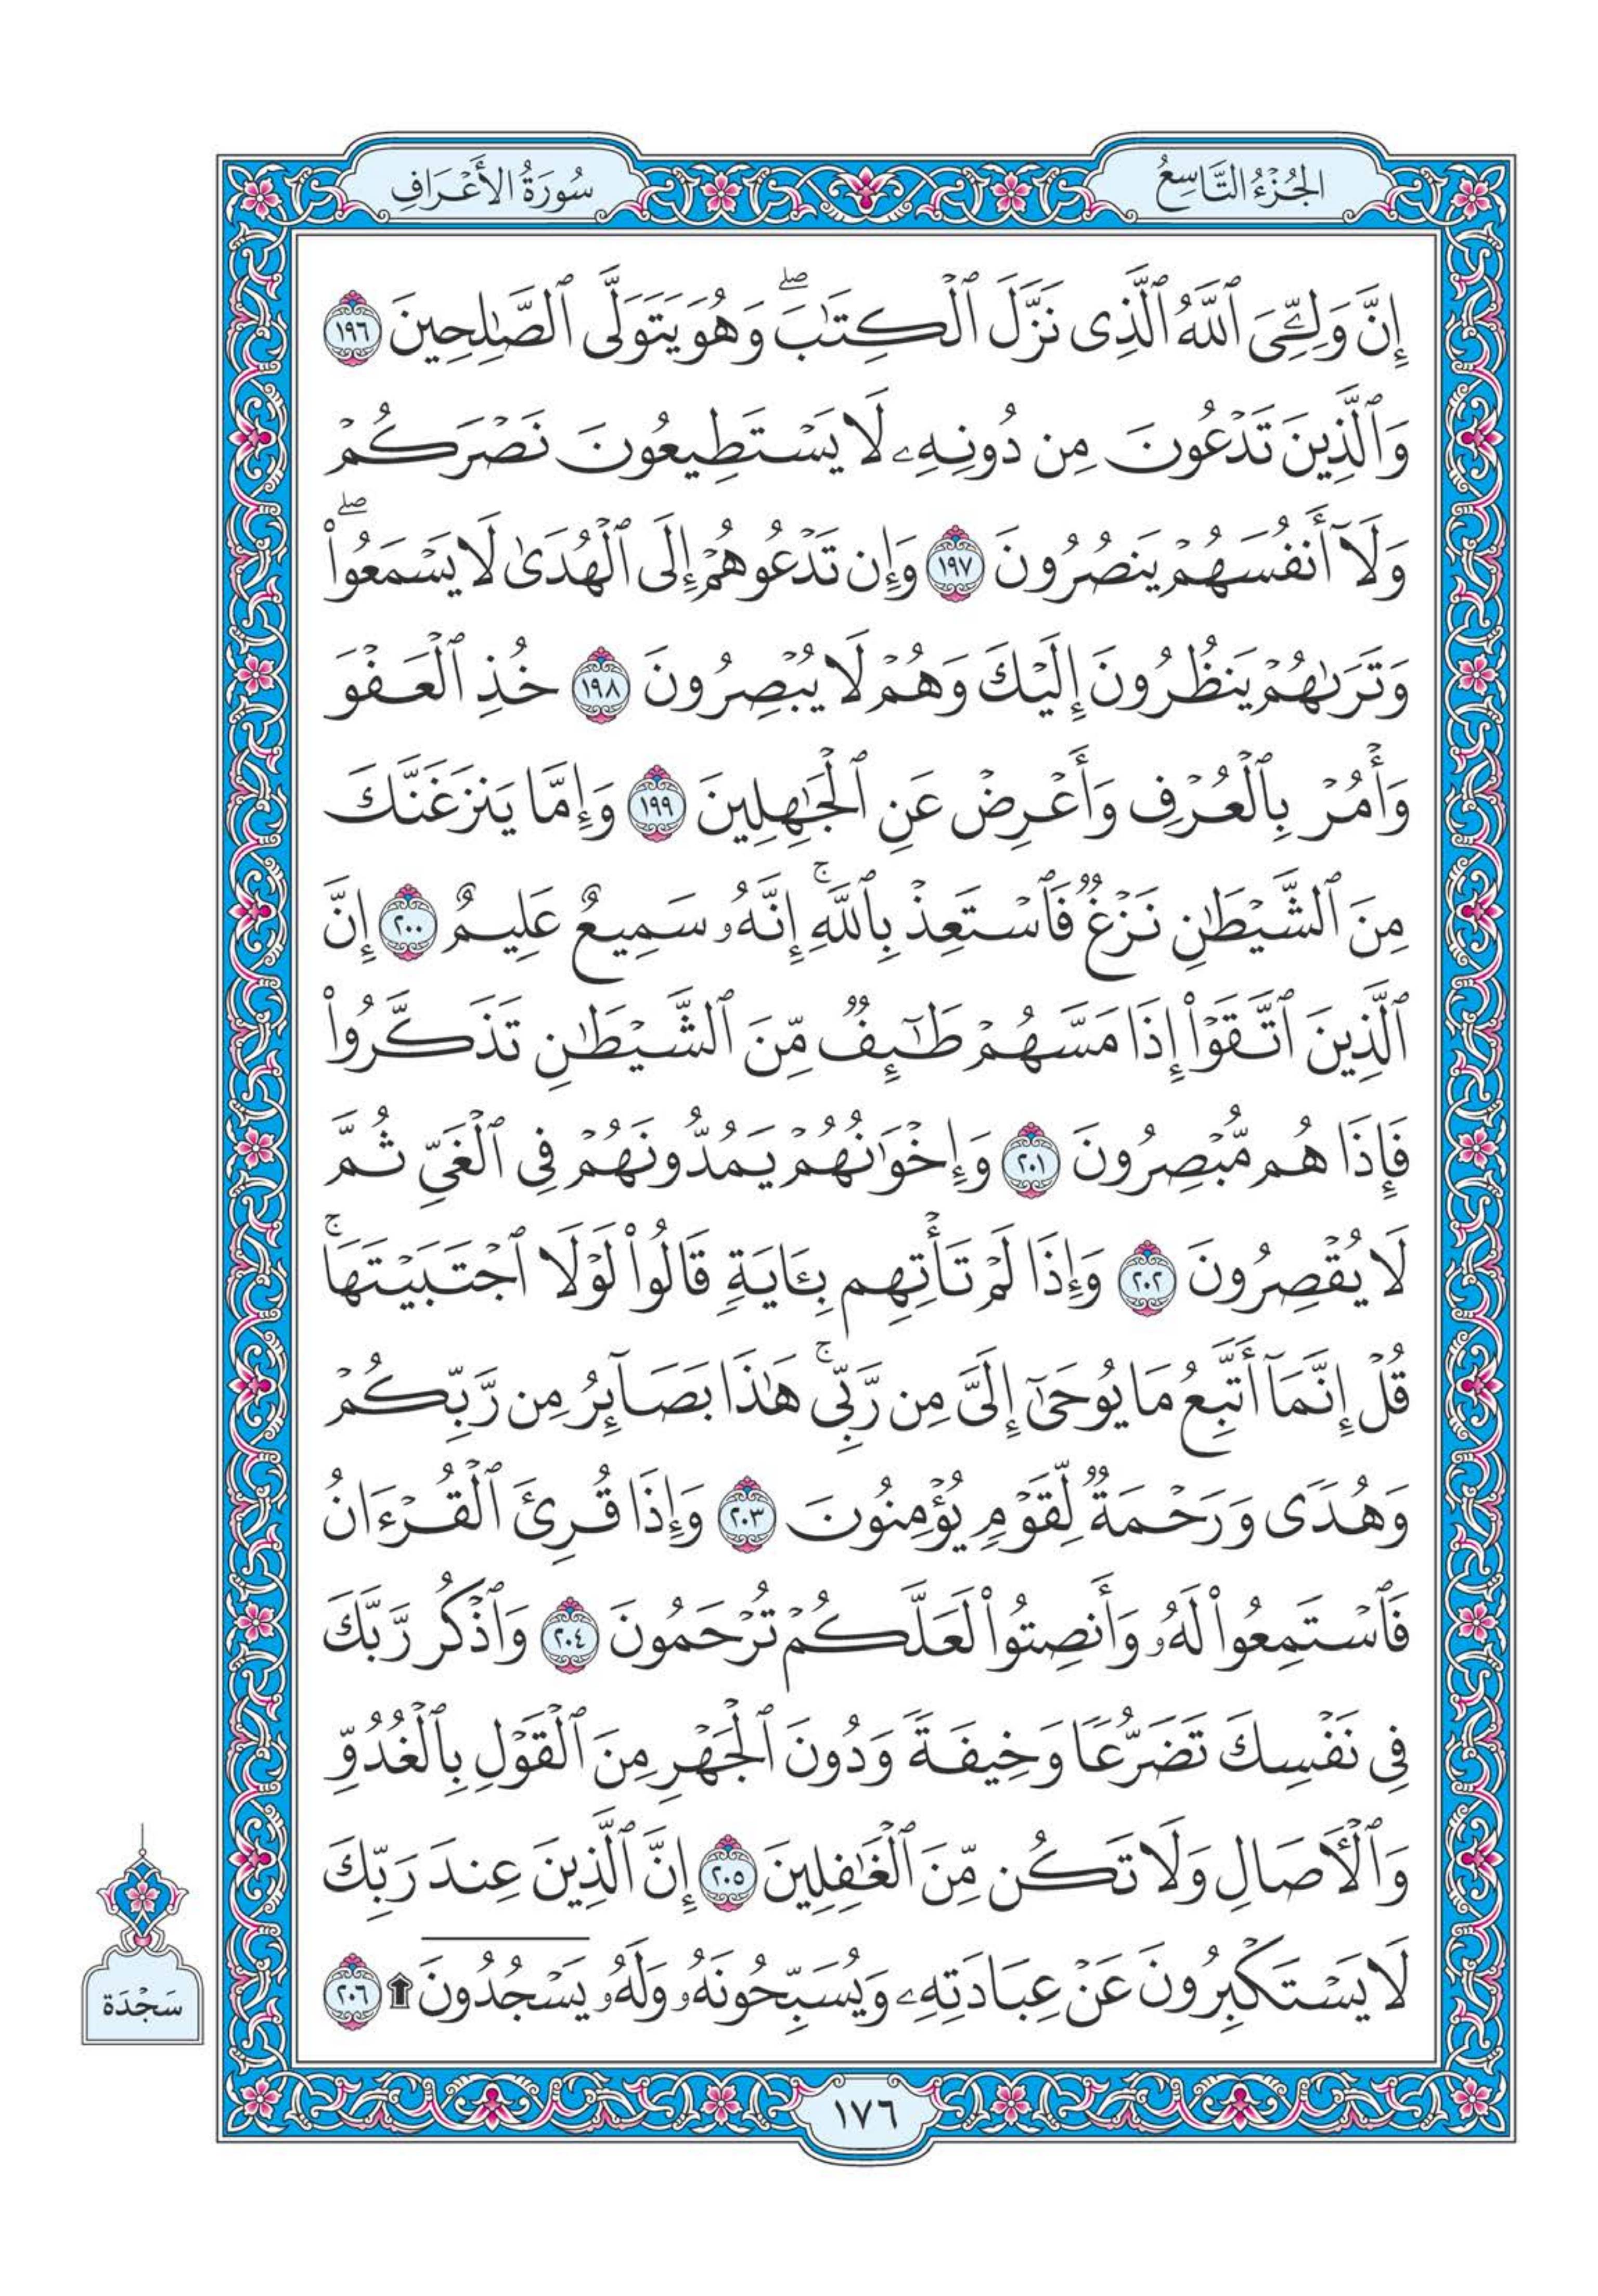 الجُزْءُ التَّاسِعُ
سُورَةُ الأَعْرَافِ
إِنَّ وَلِـِّۧيَ ٱللَّهُ ٱلَّذِى نَزَّلَ ٱلْكِتَٰبَۖ وَهُوَ يَتَوَلَّى ٱلصَّٰلِحِينَ ١٩٦
وَٱلَّذِينَ تَدْعُونَ مِن دُونِهِۦ لَا يَسْتَطِيعُونَ نَصْرَكُمْ
وَلَآ أَنفُسَهُمْ يَنصُرُونَ ١٩٧ وَإِن تَدْعُوهُمْ إِلَى ٱلْهُدَىٰ لَا يَسْمَعُوا۟ۖ
وَتَرَىٰهُمْ يَنظُرُونَ إِلَيْكَ وَهُمْ لَا يُبْصِرُونَ ١٩٨ خُذِ ٱلْعَفْوَ
وَأْمُرْ بِٱلْعُرْفِ وَأَعْرِضْ عَنِ ٱلْجَٰهِلِينَ ١٩٩ وَإِمَّا يَنزَغَنَّكَ
مِنَ ٱلشَّيْطَٰنِ نَزْغٌ فَٱسْتَعِذْ بِٱللَّهِۚ إِنَّهُۥ سَمِيعٌ عَلِيمٌ ٢٠٠ إِنَّ
ٱلَّذِينَ ٱتَّقَوْا۟ إِذَا مَسَّهُمْ طَٰٓئِفٌ مِّنَ ٱلشَّيْطَٰنِ تَذَكَّرُوا۟
فَإِذَا هُم مُّبْصِرُونَ ٢٠١ وَإِخْوَٰنُهُمْ يَمُدُّونَهُمْ فِى ٱلْغَىِّ ثُمَّ
لَا يُقْصِرُونَ ٢٠٢ وَإِذَا لَمْ تَأْتِهِم بِـَٔايَةٍ قَالُوا۟ لَوْلَا ٱجْتَبَيْتَهَاۚ
قُلْ إِنَّمَآ أَتَّبِعُ مَا يُوحَىٰٓ إِلَىَّ مِن رَّبِّىۚ هَٰذَا بَصَآئِرُ مِن رَّبِّكُمْ
وَهُدًى وَرَحْمَةٌ لِّقَوْمٍ يُؤْمِنُونَ ٢٠٣ وَإِذَا قُرِئَ ٱلْقُرْءَانُ
فَٱسْتَمِعُوا۟ لَهُۥ وَأَنصِتُوا۟ لَعَلَّكُمْ تُرْحَمُونَ ٢٠٤ وَٱذْكُر رَّبَّكَ
فِى نَفْسِكَ تَضَرُّعًا وَخِيفَةً وَدُونَ ٱلْجَهْرِ مِنَ ٱلْقَوْلِ بِٱلْغُدُوِّ
وَٱلْـَٔاصَالِ وَلَا تَكُن مِّنَ ٱلْغَٰفِلِينَ ٢٠٥ إِنَّ ٱلَّذِينَ عِندَ رَبِّكَ
لَا يَسْتَكْبِرُونَ عَنْ عِبَادَتِهِۦ وَيُسَبِّحُونَهُۥ وَلَهُۥ يَسْجُدُونَ ٢٠٦
سَجْدَة
١٧٦